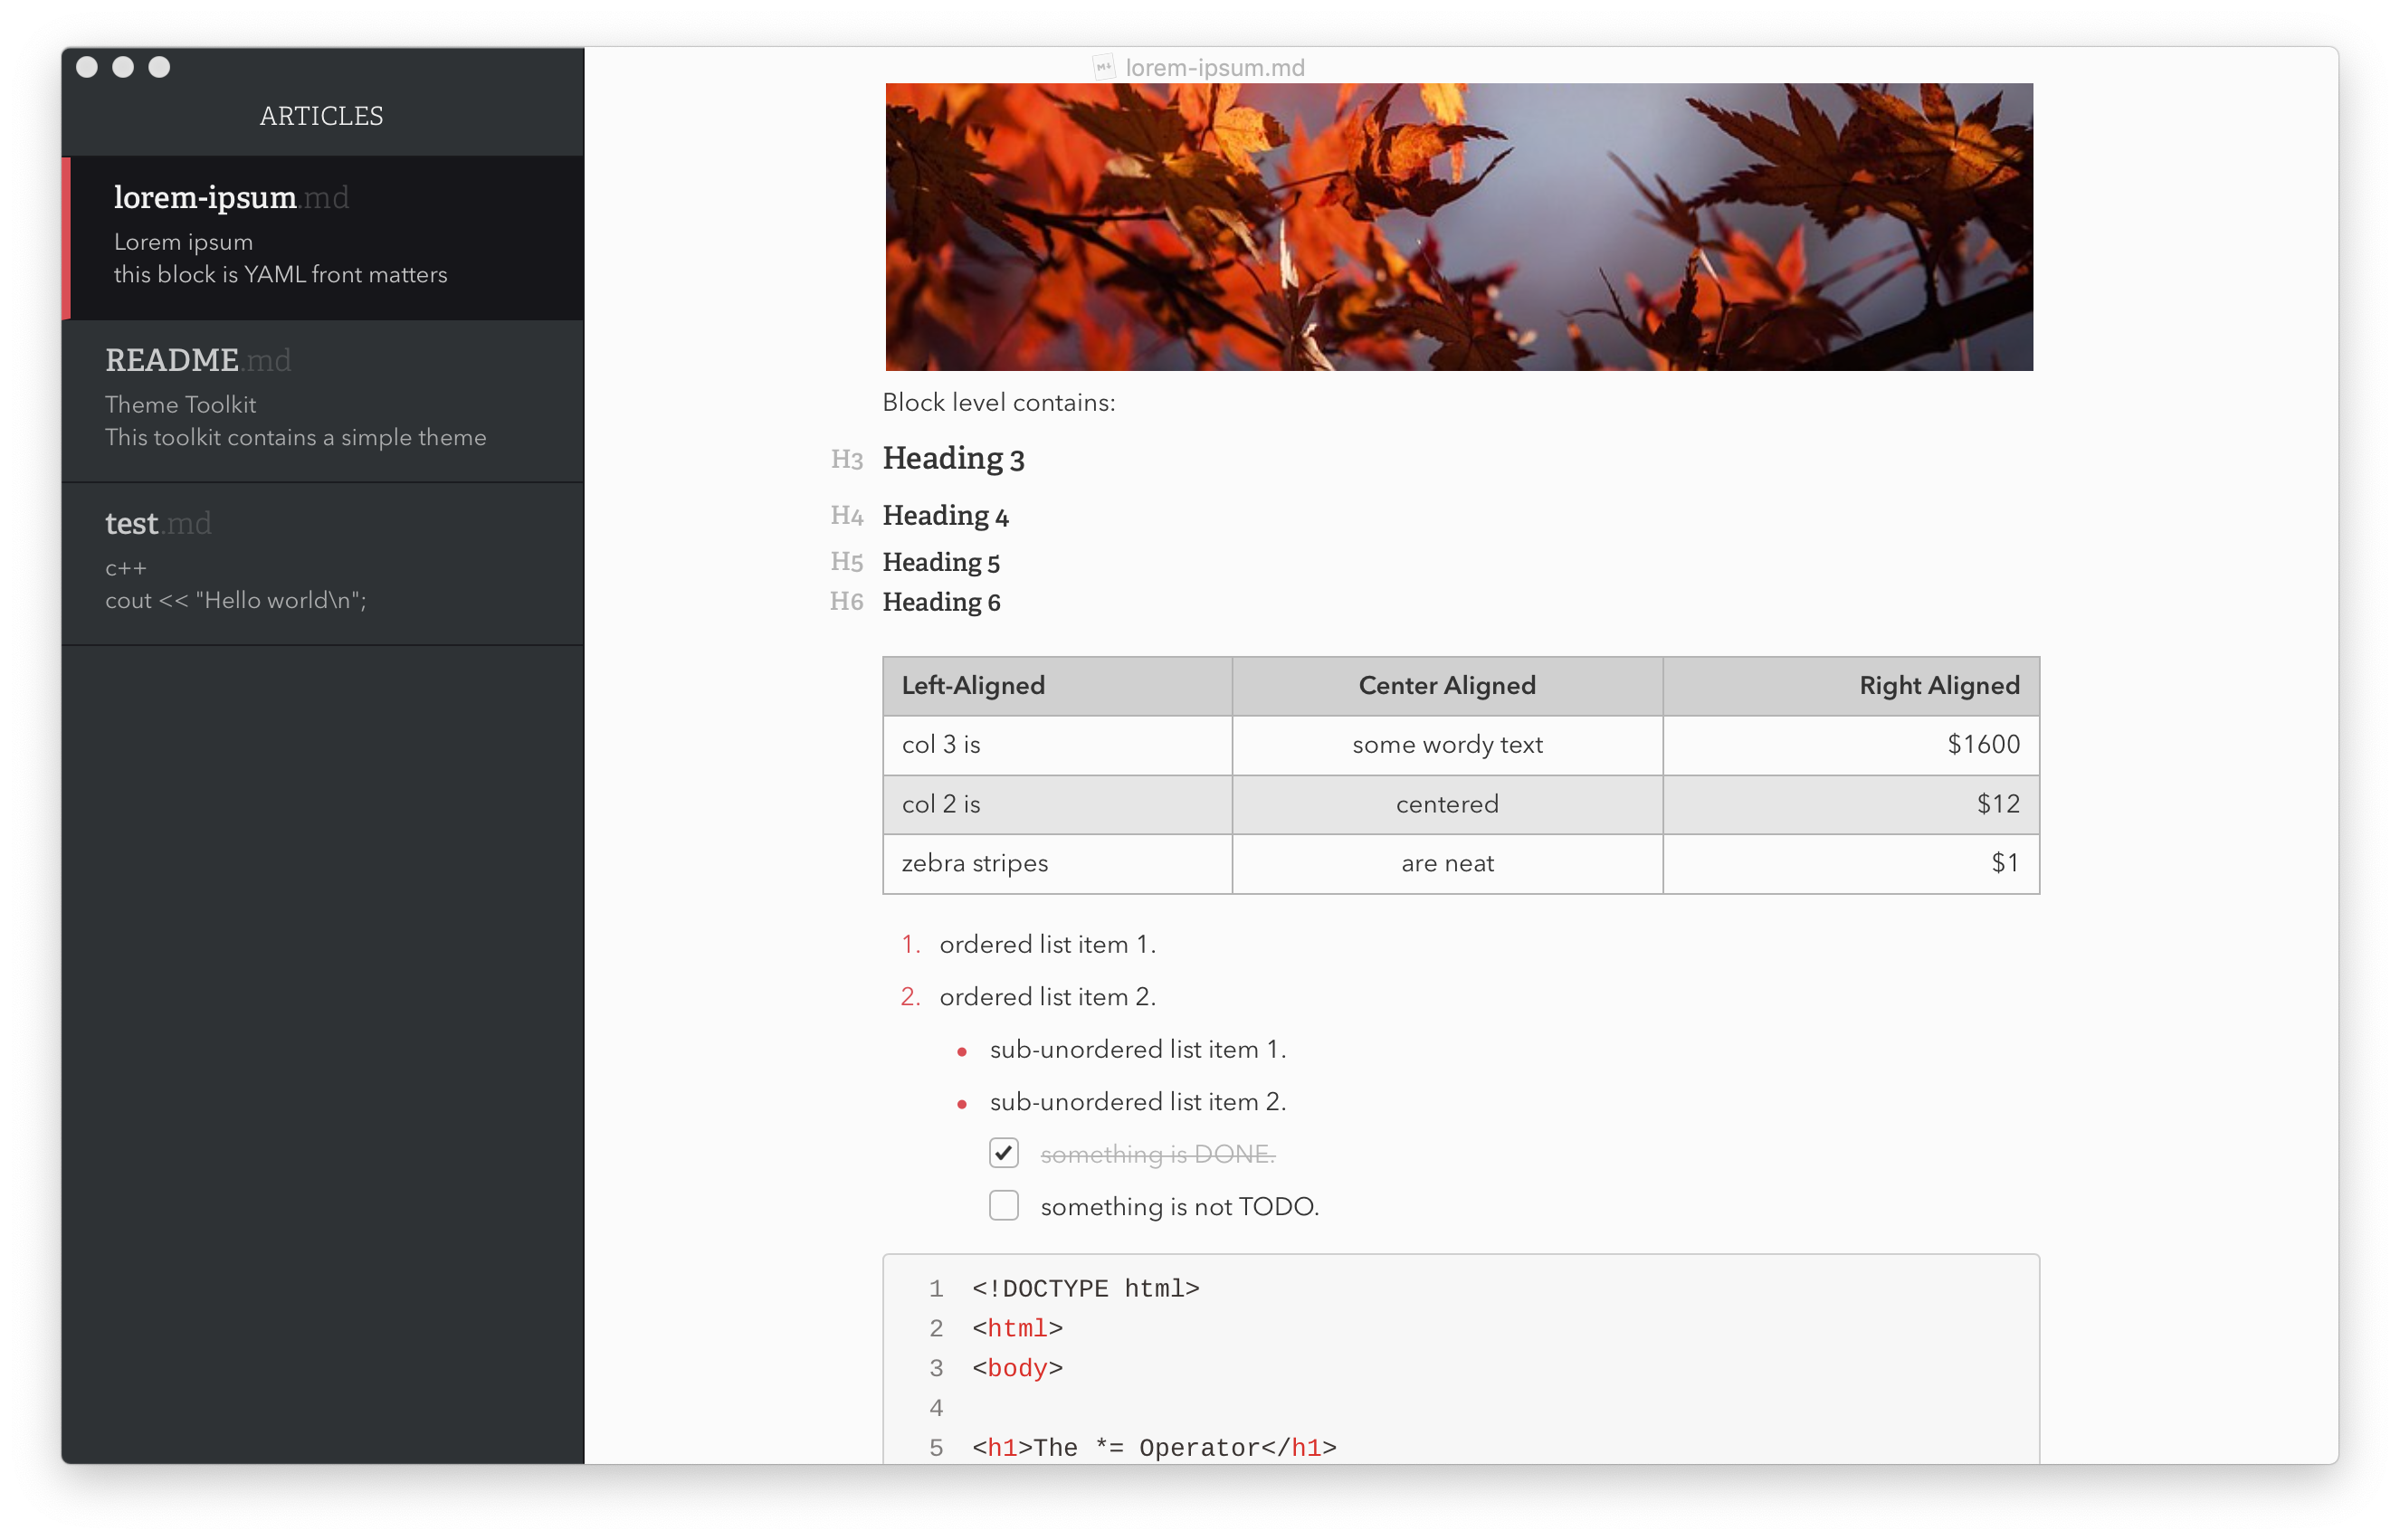 lorem-ipsum.md
ARTICLES
lorem-ipsum.md
Lorem ipsum
this block is YAML front matters
README.md
Theme Toolkit
This toolkit contains a simple theme
test.md
c++
cout << "Hello world\n";
Block level contains:
H3 Heading 3
H4 Heading 4
H5 Heading 5
H6 Heading 6
Left-Aligned Center Aligned Right Aligned
col 3 is some wordy text $1600
col 2 is centered $12
zebra stripes are neat $1
1. ordered list item 1.
2. ordered list item 2.
• sub-unordered list item 1.
• sub-unordered list item 2.
something is DONE.
something is not TODO.
1 <!DOCTYPE html>
2 <html>
3 <body>
4
5 <h1>The *= Operator</h1>